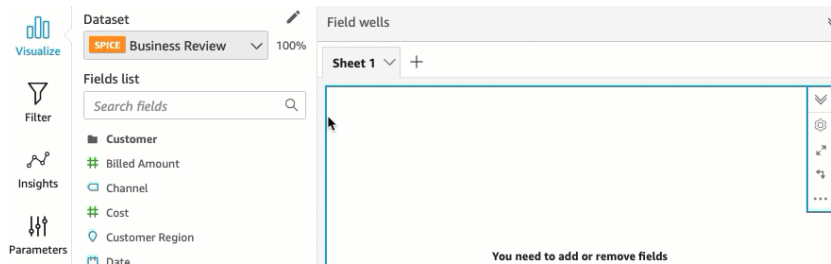 Visualize
Filter
Insights
Parameters
Dataset
SPICE Business Review 100%
Fields list
Search fields
Customer
Billed Amount
Channel
Cost
Customer Region
Date
Field wells
Sheet 1
You need to add or remove fields